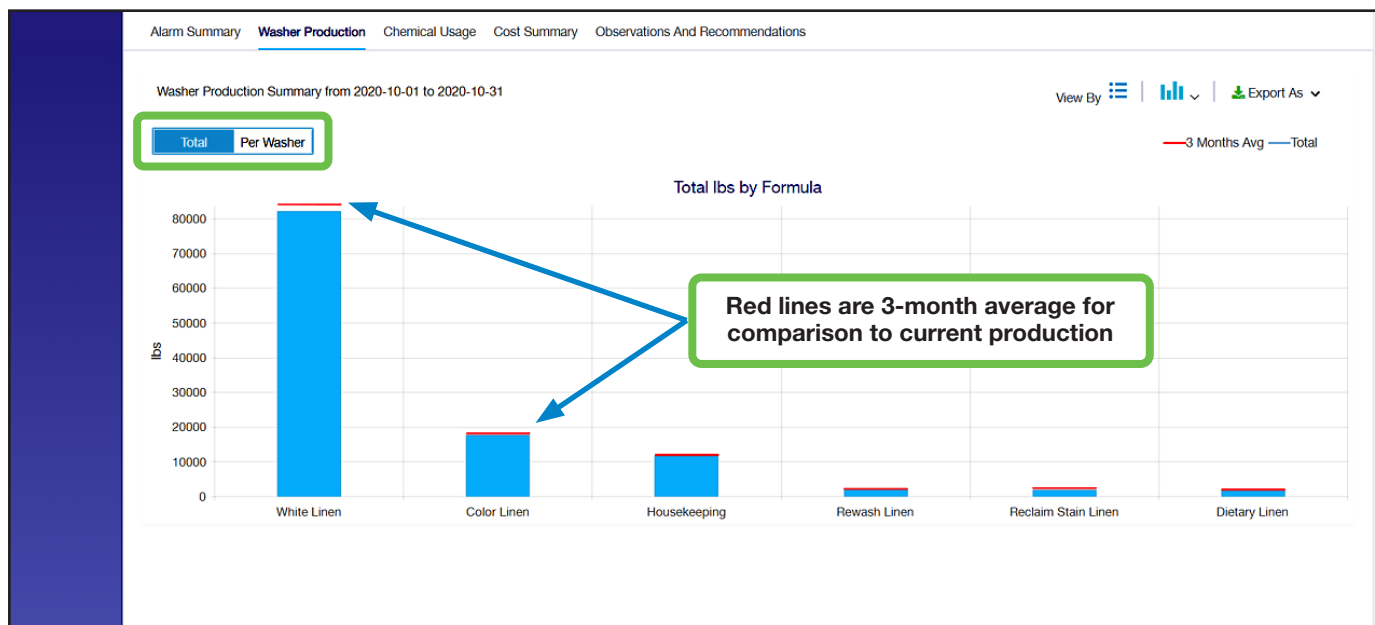 Alarm Summary Washer Production Chemical Usage Cost Summary Observations And Recommendations
Washer Production Summary from 2020-10-01 to 2020-10-31
View By Export As
Total Per Washer
3 Months Avg Total
Total lbs by Formula
80000
70000
60000
50000
40000
30000
20000
10000
0
lbs
Red lines are 3-month average for
comparison to current production
White Linen Color Linen Housekeeping Rewash Linen Reclaim Stain Linen Dietary Linen